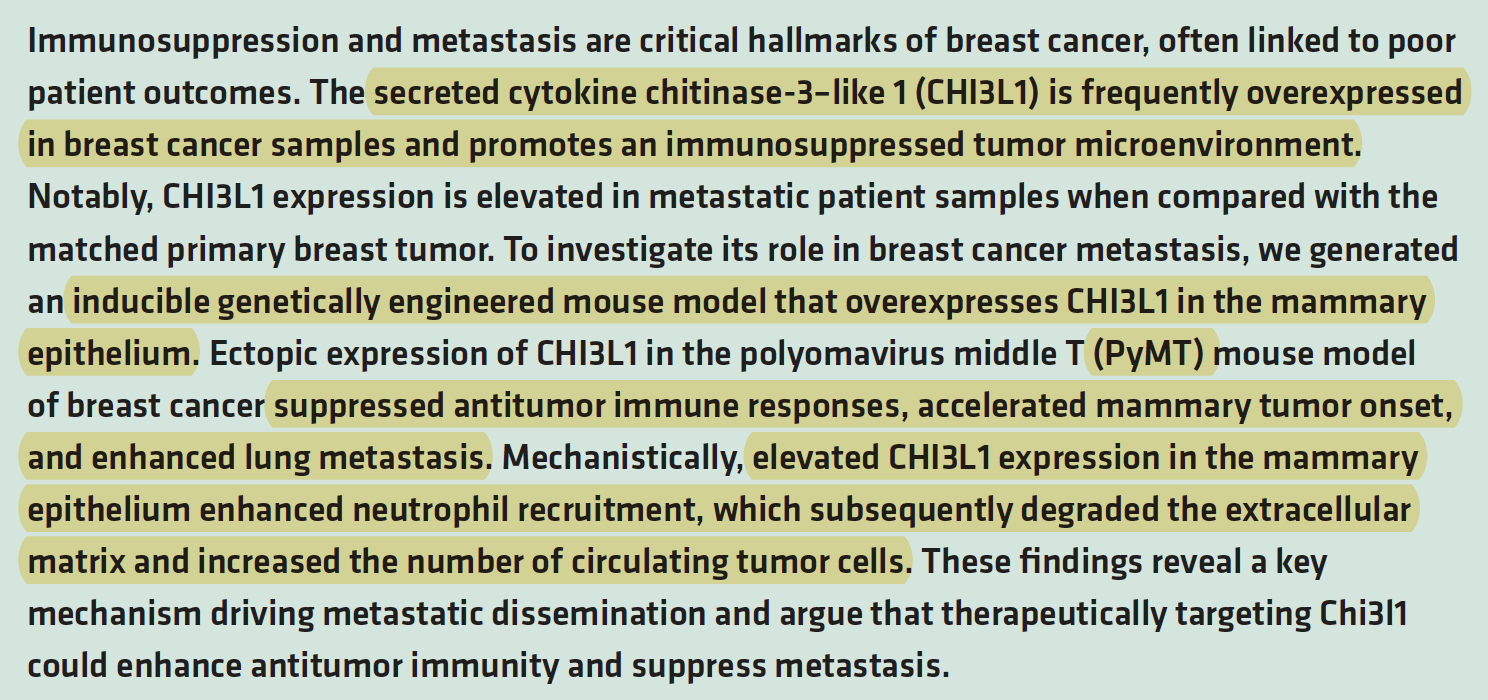 Immunosuppression and metastasis are critical hallmarks of breast cancer, often linked to poor
patient outcomes. The secreted cytokine chitinase-3–like 1 (CHI3L1) is frequently overexpressed
in breast cancer samples and promotes an immunosuppressed tumor microenvironment.
Notably, CHI3L1 expression is elevated in metastatic patient samples when compared with the
matched primary breast tumor. To investigate its role in breast cancer metastasis, we generated
an inducible genetically engineered mouse model that overexpresses CHI3L1 in the mammary
epithelium. Ectopic expression of CHI3L1 in the polyomavirus middle T (PyMT) mouse model
of breast cancer suppressed antitumor immune responses, accelerated mammary tumor onset,
and enhanced lung metastasis. Mechanistically, elevated CHI3L1 expression in the mammary
epithelium enhanced neutrophil recruitment, which subsequently degraded the extracellular
matrix and increased the number of circulating tumor cells. These findings reveal a key
mechanism driving metastatic dissemination and argue that therapeutically targeting Chi3l1
could enhance antitumor immunity and suppress metastasis.